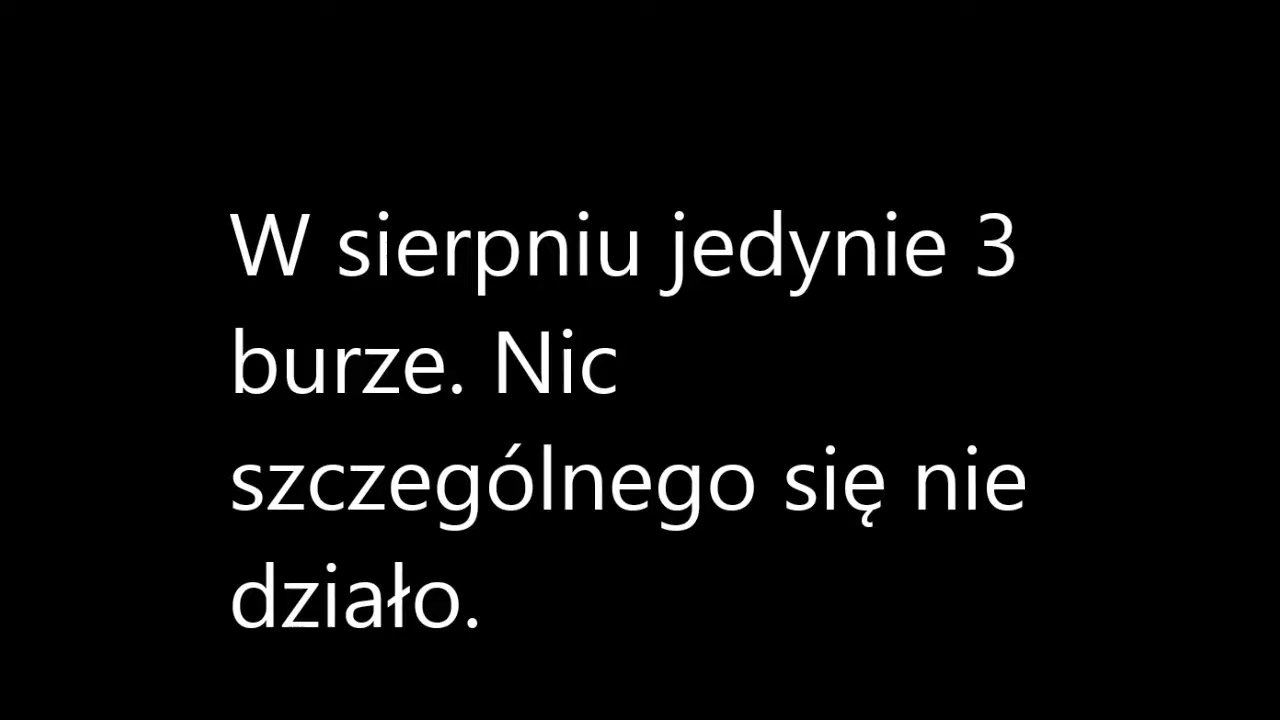 W sierpniu jedynie 3
burze. Nic
szczególnego się nie
działo.